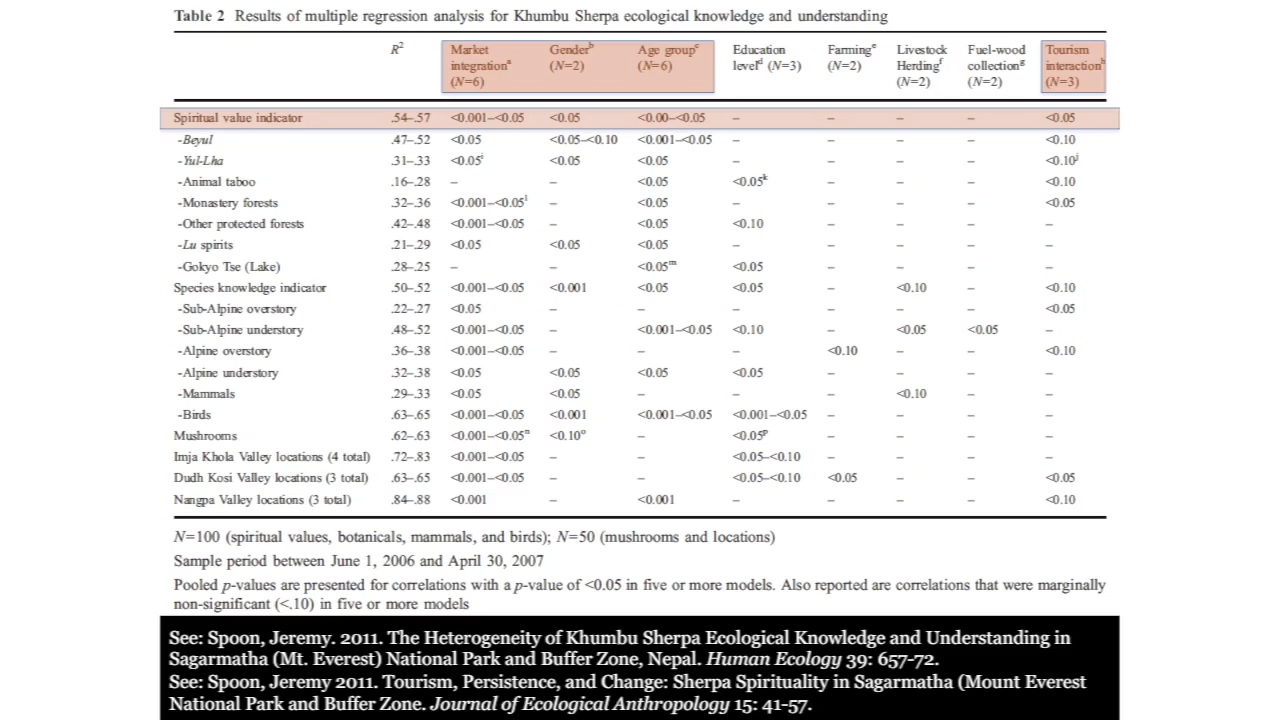 Table 2 Results of multiple regression analysis for Khumbu Sherpa ecological knowledge and understanding
R² Market integrationᵃ (N=6) Genderᵇ (N=2) Age groupᶜ (N=6) Education levelᵈ (N=3) Farmingᵉ (N=2) Livestock Herdingᶠ (N=2) Fuel-wood collectionᵍ (N=2) Tourism interactionʰ (N=3)
Spiritual value indicator .54–.57 <0.001–<0.05 <0.05 <0.00–<0.05 – – – – <0.05
-Beyul .47–.52 <0.05 <0.05–<0.10 <0.001–<0.05 – – – – <0.10
-Yul-Lha .31–.33 <0.05ⁱ <0.05 <0.05 – – – – <0.10ʲ
-Animal taboo .16–.28 – – <0.05 <0.05ᵏ – – – <0.10
-Monastery forests .32–.36 <0.001–<0.05ˡ – <0.05 – – – – <0.05
-Other protected forests .42–.48 <0.001–<0.05 – <0.05 <0.10 – – – –
-Lu spirits .21–.29 <0.05 <0.05 <0.05 – – – – –
-Gokyo Tse (Lake) .28–.25 – – <0.05ᵐ <0.05 – – – –
Species knowledge indicator .50–.52 <0.001–<0.05 <0.001 <0.05 <0.05 – <0.10 – <0.10
-Sub-Alpine overstory .22–.27 <0.05 – – – – – – <0.05
-Sub-Alpine understory .48–.52 <0.001–<0.05 – <0.001–<0.05 <0.10 – <0.05 <0.05 –
-Alpine overstory .36–.38 <0.001–<0.05 – – – <0.10 – – <0.10
-Alpine understory .32–.38 <0.05 <0.05 <0.05 <0.05 – – – –
-Mammals .29–.33 <0.05 <0.05 – – – <0.10 – –
-Birds .63–.65 <0.001–<0.05 <0.001 <0.001–<0.05 <0.001–<0.05 – – – –
Mushrooms .62–.63 <0.001–<0.05ⁿ <0.10ᵒ – <0.05ᵖ – – – –
Imja Khola Valley locations (4 total) .72–.83 <0.001–<0.05 – – <0.05–<0.10 – – – –
Dudh Kosi Valley locations (3 total) .63–.65 <0.001–<0.05 – – <0.05–<0.10 <0.05 – – <0.05
Nangpa Valley locations (3 total) .84–.88 <0.001 – <0.001 – – – – <0.10
N=100 (spiritual values, botanicals, mammals, and birds); N=50 (mushrooms and locations)
Sample period between June 1, 2006 and April 30, 2007
Pooled p-values are presented for correlations with a p-value of <0.05 in five or more models. Also reported are correlations that were marginally
non-significant (<.10) in five or more models
See: Spoon, Jeremy. 2011. The Heterogeneity of Khumbu Sherpa Ecological Knowledge and Understanding in
Sagarmatha (Mt. Everest) National Park and Buffer Zone, Nepal. Human Ecology 39: 657-72.
See: Spoon, Jeremy 2011. Tourism, Persistence, and Change: Sherpa Spirituality in Sagarmatha (Mount Everest
National Park and Buffer Zone. Journal of Ecological Anthropology 15: 41-57.